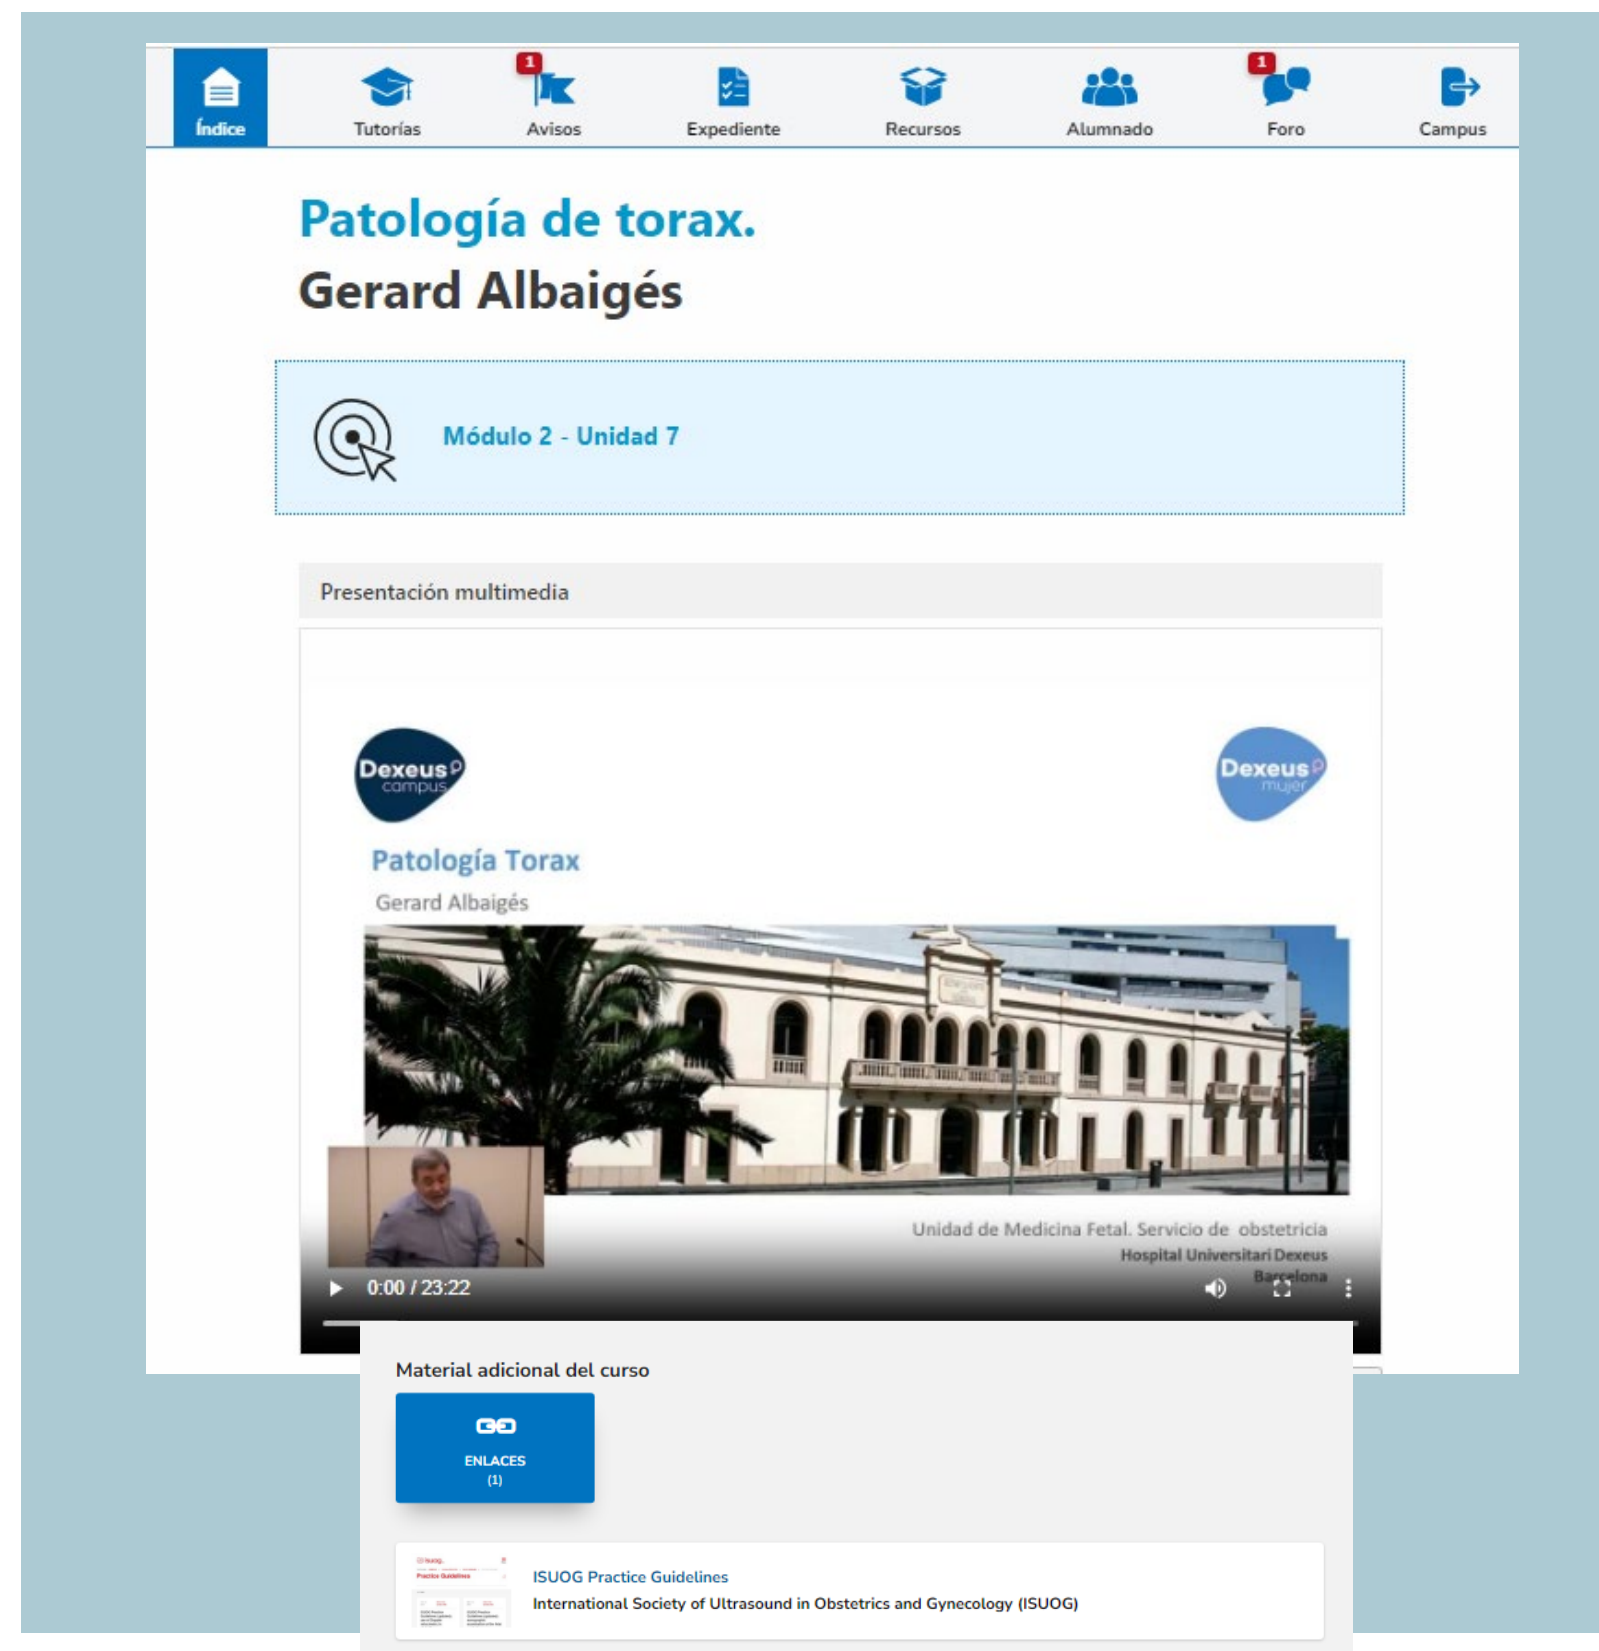 1
1
Índice
Tutorías
Avisos
Expediente
Recursos
Alumnado
Foro
Campus
Patología de torax.
Gerard Albaigés
Módulo 2 - Unidad 7
Presentación multimedia
Dexeus
campus
Dexeus
mujer
Patología Torax
Gerard Albaigés
Unidad de Medicina Fetal. Servicio de obstetricia
Hospital Universitari Dexeus
Barcelona
0:00 / 23:22
Material adicional del curso
ENLACES
(1)
isuog.
Practice Guidelines
ISUOG Practice Guidelines
International Society of Ultrasound in Obstetrics and Gynecology (ISUOG)